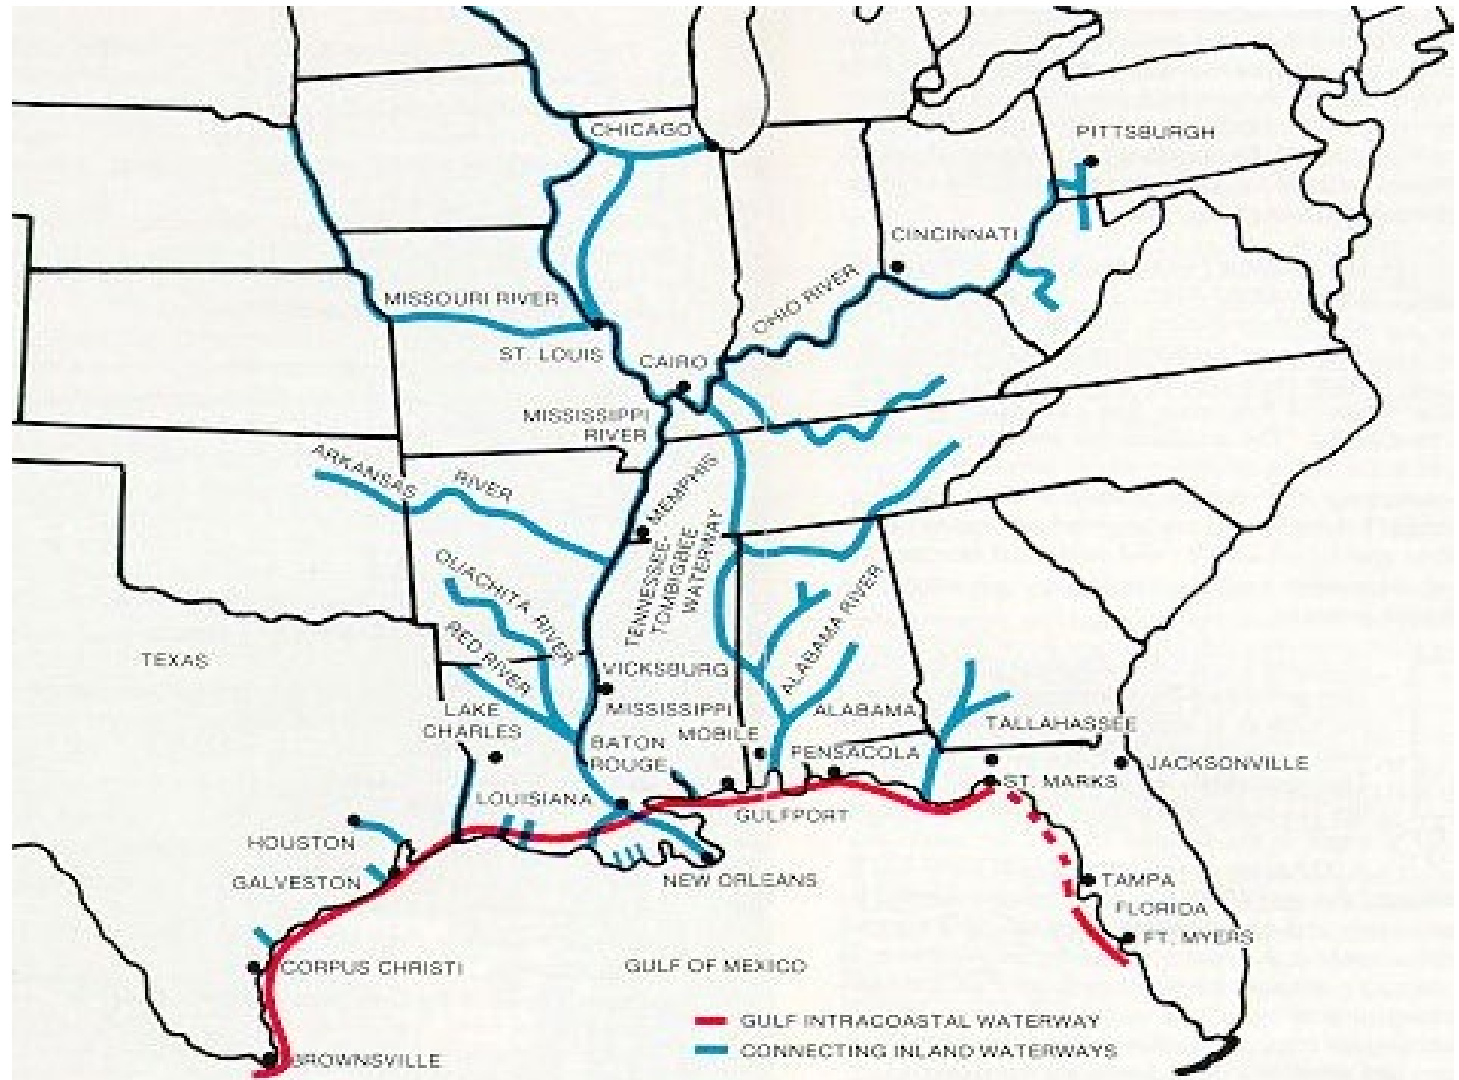 CHICAGO
PITTSBURGH
CINCINNATI
MISSOURI RIVER
OHIO RIVER
ST. LOUIS
CAIRO
MISSISSIPPI
RIVER
ARKANSAS RIVER
MEMPHIS
TENNESSEE-
TOMBIGBEE
WATERWAY
OUACHITA RIVER
ALABAMA RIVER
RED RIVER
TEXAS
VICKSBURG
LAKE
CHARLES
MISSISSIPPI
MOBILE
ALABAMA
TALLAHASSEE
BATON
ROUGE
PENSACOLA
JACKSONVILLE
ST. MARKS
LOUISIANA
GULFPORT
HOUSTON
GALVESTON
NEW ORLEANS
TAMPA
FLORIDA
FT. MYERS
CORPUS CHRISTI
GULF OF MEXICO
GULF INTRACOASTAL WATERWAY
CONNECTING INLAND WATERWAYS
BROWNSVILLE